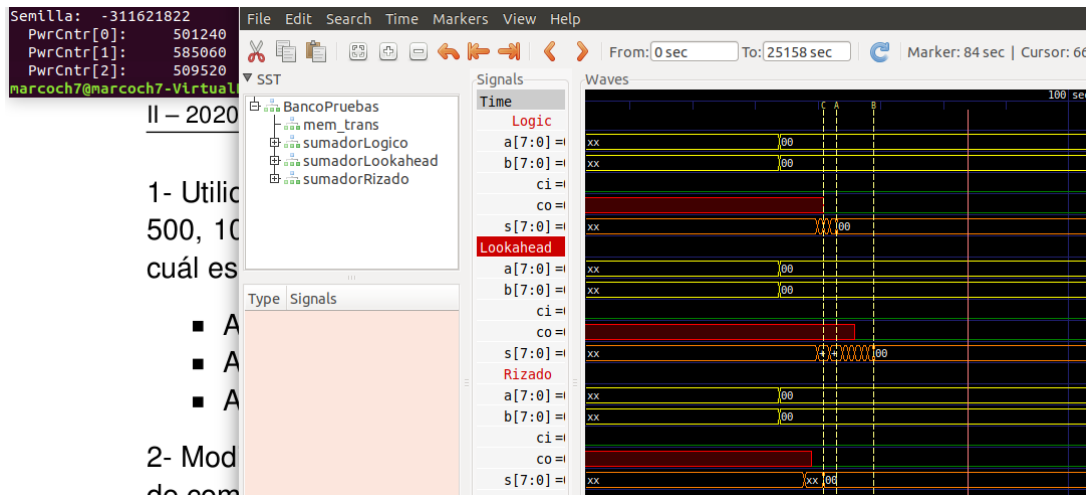 Semilla:  -311621822
PwrCntr[0]:     501240
PwrCntr[1]:     585060
PwrCntr[2]:     509520
marcoch7@marcoch7-Virtual
II – 2020
1- Utilic
500, 10
cuál es
■ A
■ A
■ A
2- Mod
de com
File Edit Search Time Markers View Help
From: 0 sec To: 25158 sec Marker: 84 sec | Cursor: 66
▼ SST
BancoPruebas
mem_trans
sumadorLogico
sumadorLookahead
sumadorRizado
Type Signals
Signals
Time
Logic
a[7:0] =
b[7:0] =
ci =
co =
s[7:0] =
Lookahead
a[7:0] =
b[7:0] =
ci =
co =
s[7:0] =
Rizado
a[7:0] =
b[7:0] =
ci =
co =
s[7:0] =
Waves
100 se
C A B
xx 00
xx 00
xx 00
xx 00
xx 00
xx + + 00
xx 00
xx 00
xx xx 00